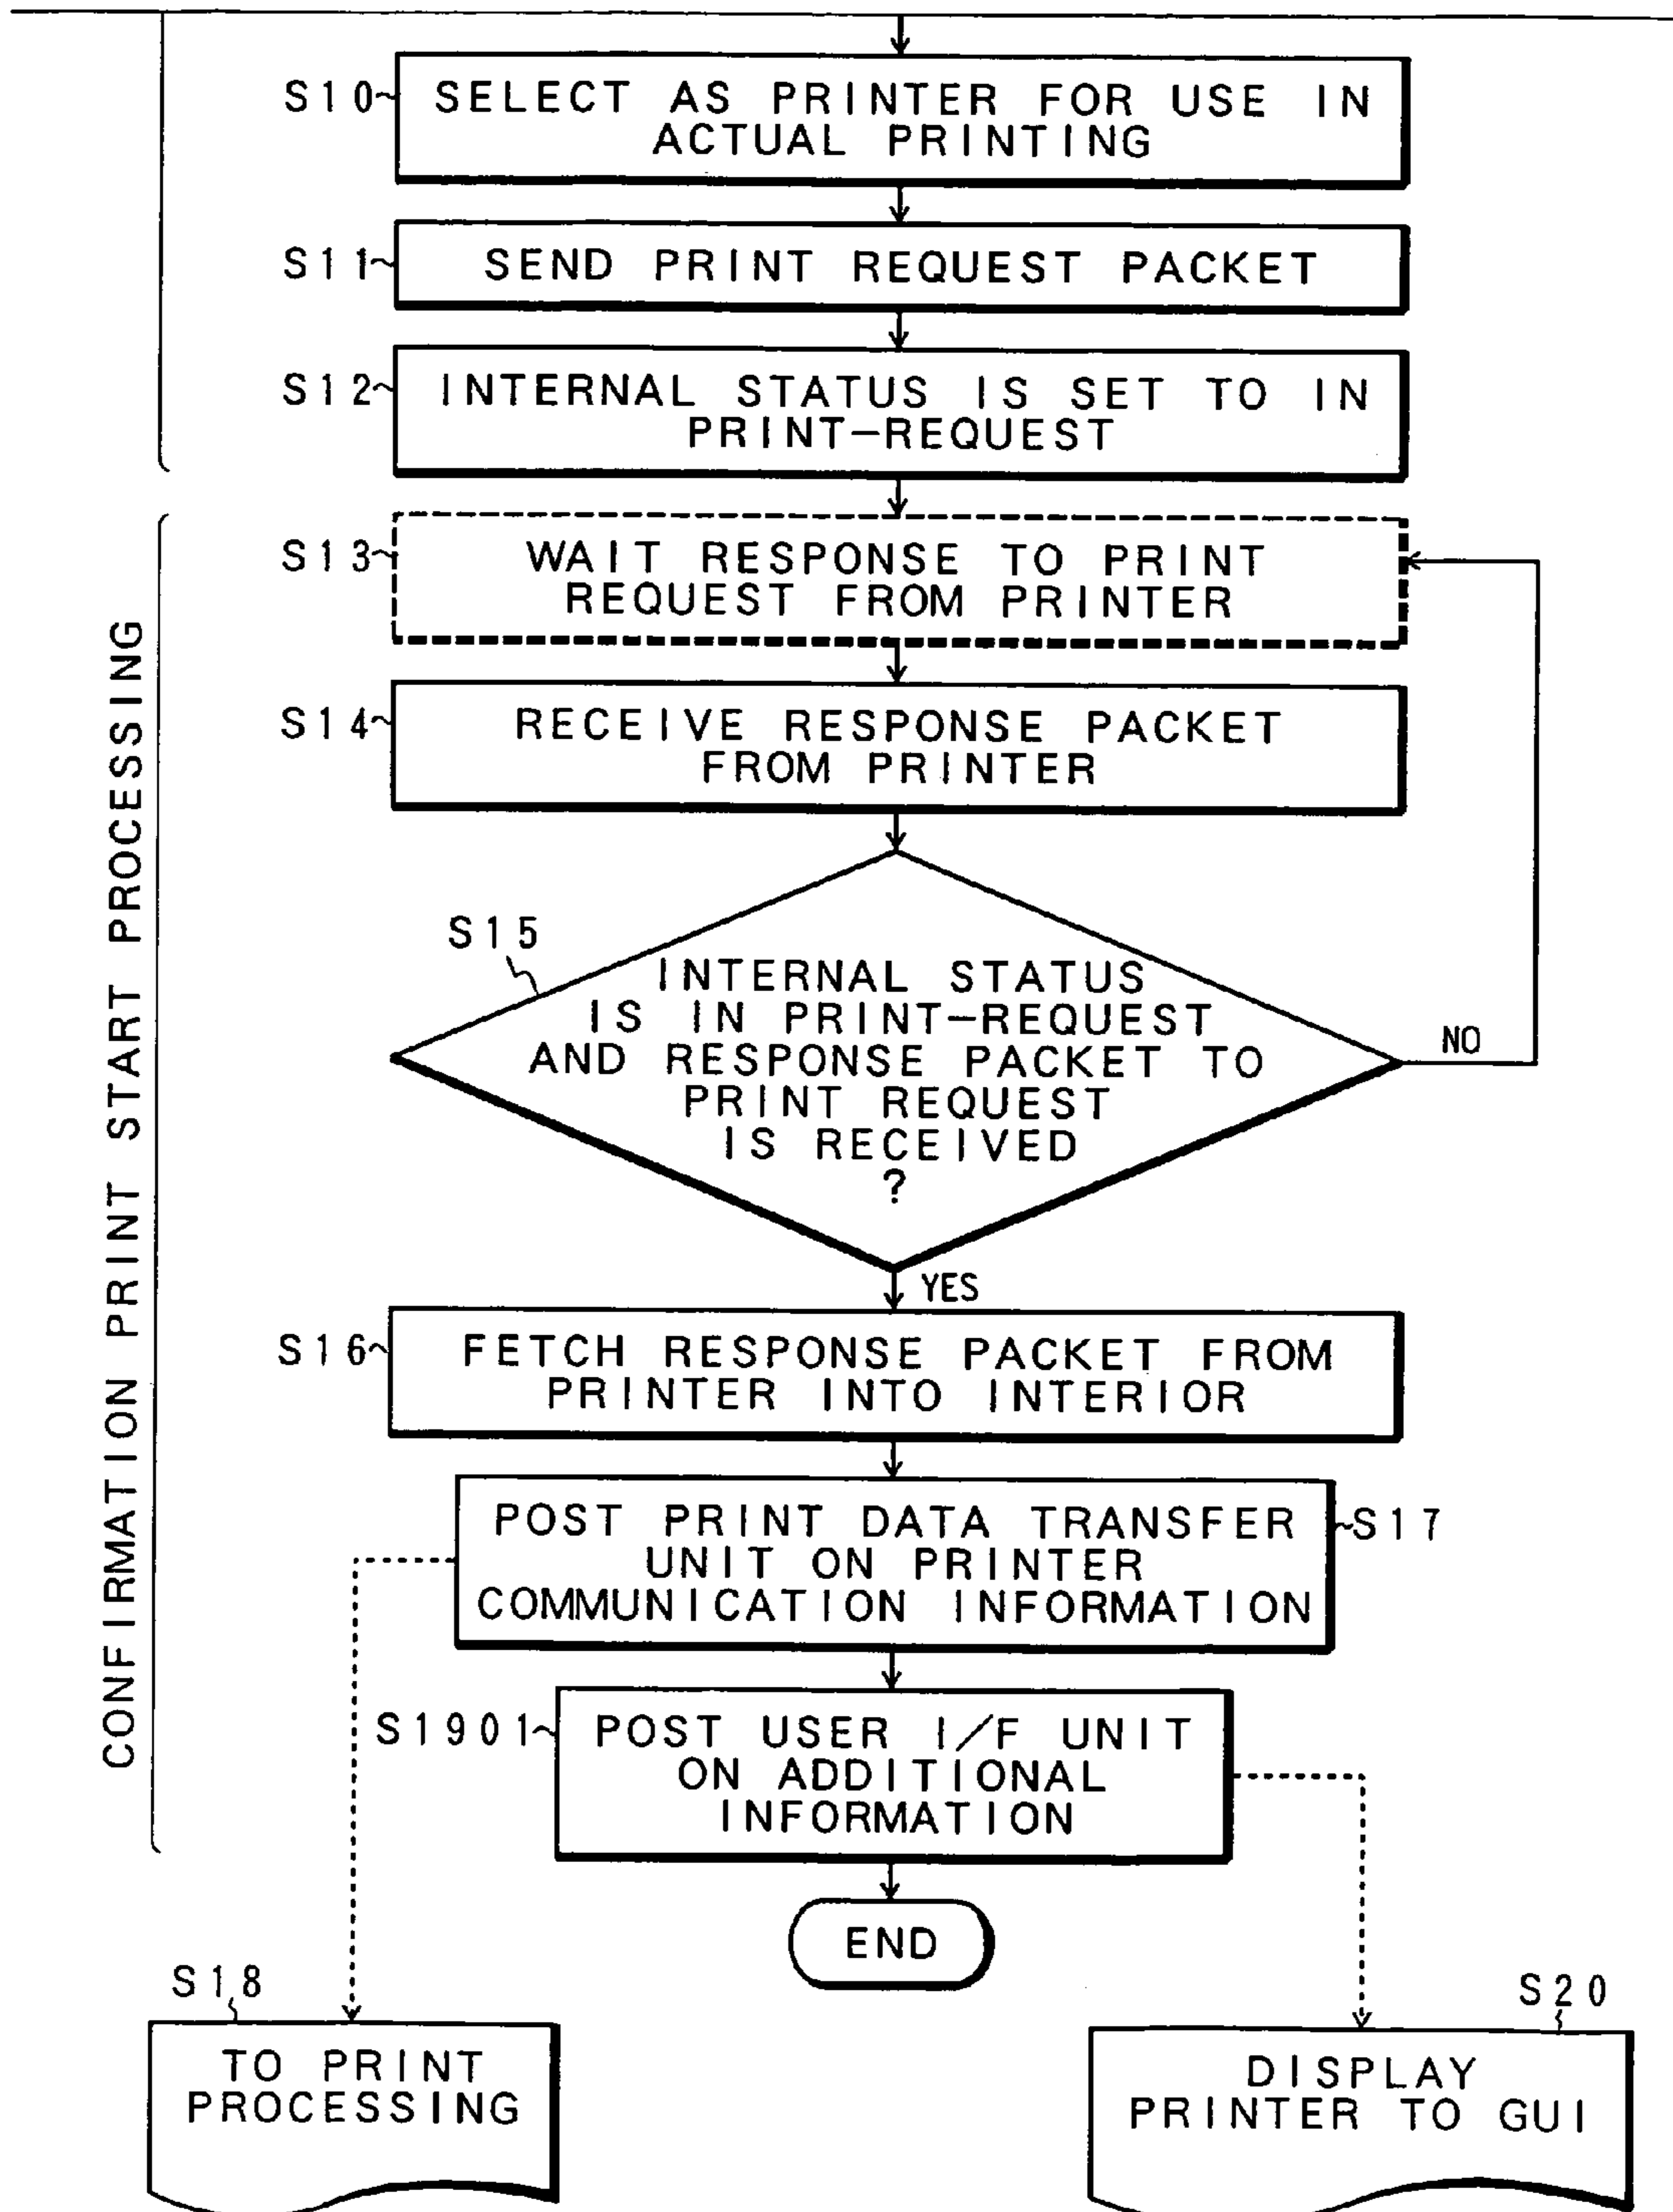 S10
SELECT AS PRINTER FOR USE IN
ACTUAL PRINTING
S11
SEND PRINT REQUEST PACKET
S12
INTERNAL STATUS IS SET TO IN
PRINT-REQUEST
CONFIRMATION PRINT START PROCESSING
S13
WAIT RESPONSE TO PRINT
REQUEST FROM PRINTER
S14
RECEIVE RESPONSE PACKET
FROM PRINTER
S15
INTERNAL STATUS
IS IN PRINT-REQUEST
AND RESPONSE PACKET TO
PRINT REQUEST
IS RECEIVED
?
NO
YES
S16
FETCH RESPONSE PACKET FROM
PRINTER INTO INTERIOR
S17
POST PRINT DATA TRANSFER
UNIT ON PRINTER
COMMUNICATION INFORMATION
S1901
POST USER I/F UNIT
ON ADDITIONAL
INFORMATION
END
S18
TO PRINT
PROCESSING
S20
DISPLAY
PRINTER TO GUI